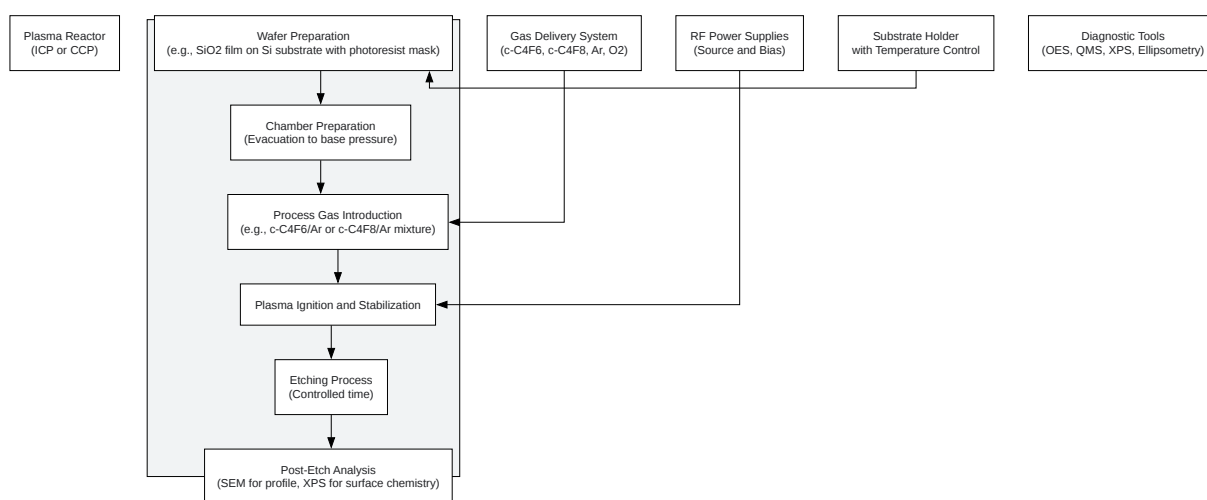 Plasma Reactor
(ICP or CCP)
Wafer Preparation
(e.g., SiO2 film on Si substrate with photoresist mask)
Gas Delivery System
(c-C4F6, c-C4F8, Ar, O2)
RF Power Supplies
(Source and Bias)
Substrate Holder
with Temperature Control
Diagnostic Tools
(OES, QMS, XPS, Ellipsometry)
Chamber Preparation
(Evacuation to base pressure)
Process Gas Introduction
(e.g., c-C4F6/Ar or c-C4F8/Ar mixture)
Plasma Ignition and Stabilization
Etching Process
(Controlled time)
Post-Etch Analysis
(SEM for profile, XPS for surface chemistry)